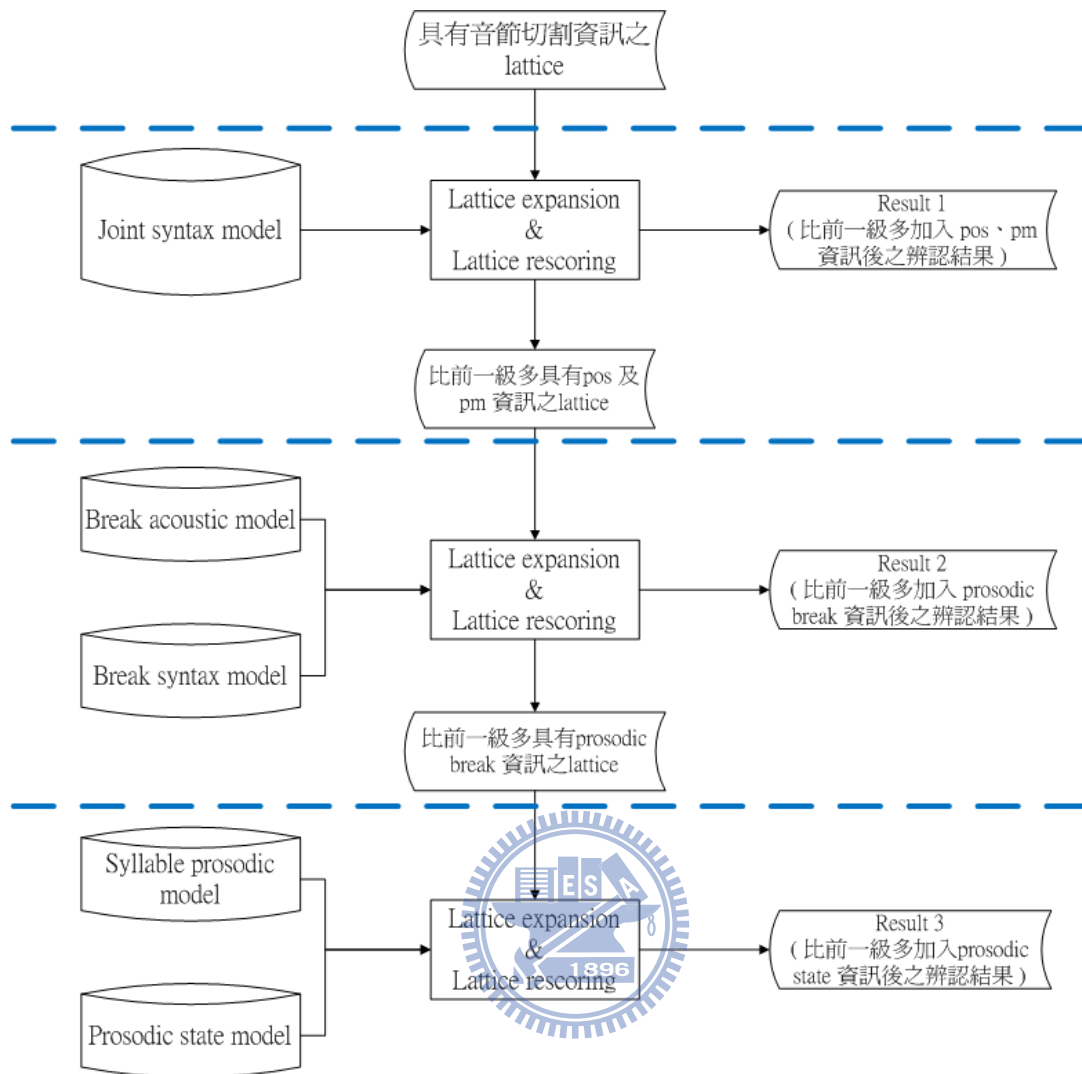 具有音節切割資訊之
lattice
Joint syntax model
Lattice expansion
&
Lattice rescoring
Result 1
( 比前一級多加入 pos、pm
資訊後之辨認結果 )
比前一級多具有pos 及
pm 資訊之lattice
Break acoustic model
Break syntax model
Lattice expansion
&
Lattice rescoring
Result 2
( 比前一級多加入 prosodic
break 資訊後之辨認結果 )
比前一級多具有prosodic
break 資訊之lattice
Syllable prosodic
model
Prosodic state model
Lattice expansion
&
Lattice rescoring
ESA
8
1896
Result 3
( 比前一級多加入prosodic
state 資訊後之辨認結果 )